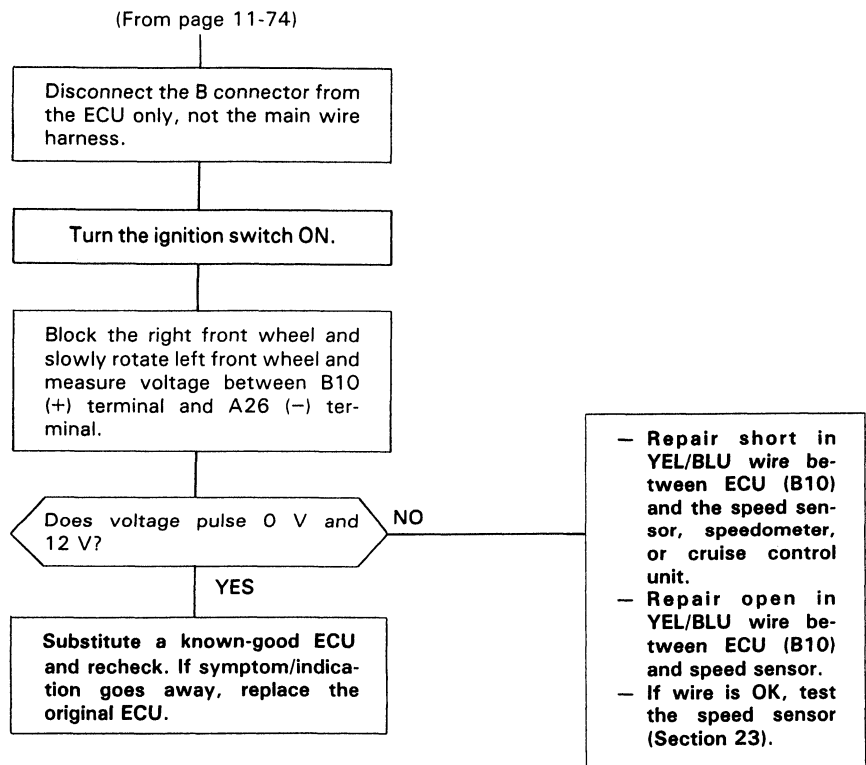 (From page 11-74)
Disconnect the B connector from
the ECU only, not the main wire
harness.
Turn the ignition switch ON.
Block the right front wheel and
slowly rotate left front wheel and
measure voltage between B10
(+) terminal and A26 (−) ter-
minal.
Does voltage pulse 0 V and
12 V?
NO
YES
Substitute a known-good ECU
and recheck. If symptom/indica-
tion goes away, replace the
original ECU.
— Repair short in
YEL/BLU wire be-
tween ECU (B10)
and the speed sen-
sor, speedometer,
or cruise control
unit.
— Repair open in
YEL/BLU wire be-
tween ECU (B10)
and speed sensor.
— If wire is OK, test
the speed sensor
(Section 23).